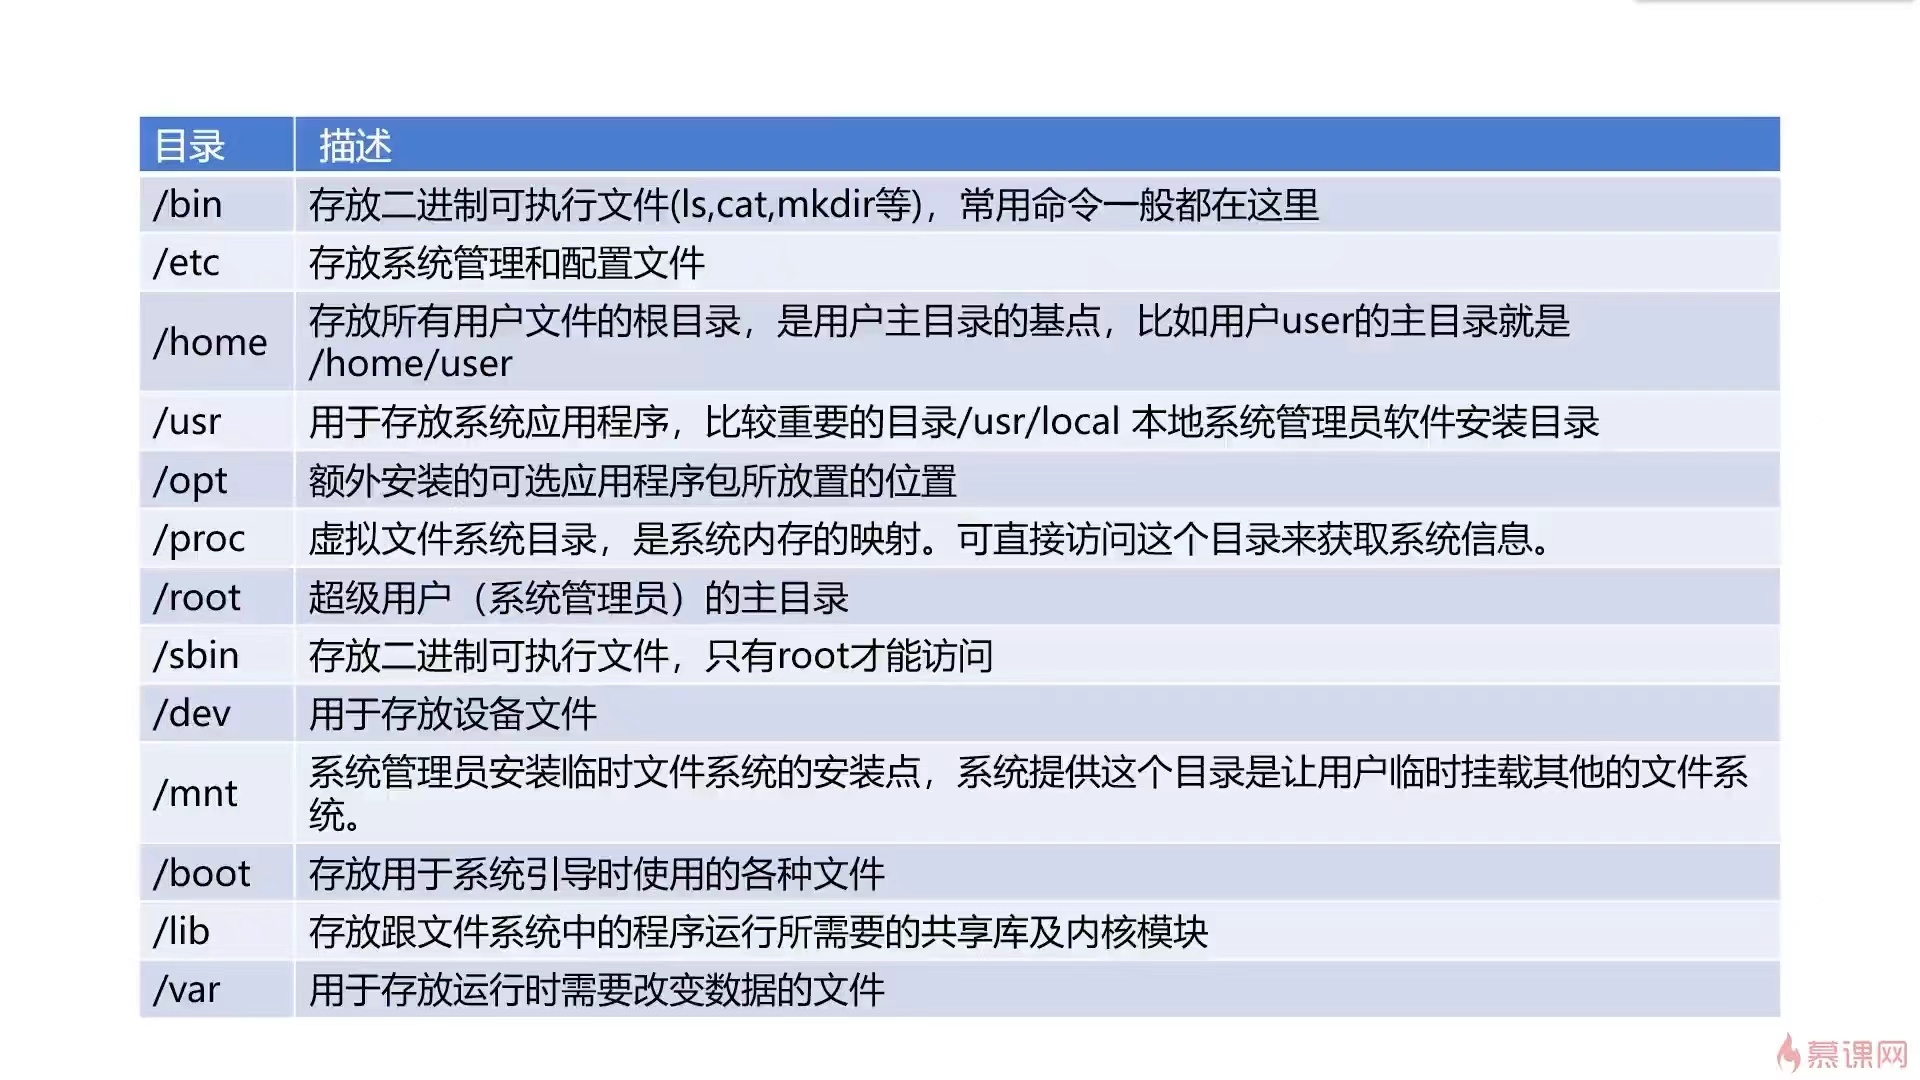 目录 描述
/bin 存放二进制可执行文件(ls,cat,mkdir等)，常用命令一般都在这里
/etc 存放系统管理和配置文件
/home 存放所有用户文件的根目录，是用户主目录的基点，比如用户user的主目录就是
/home/user
/usr 用于存放系统应用程序，比较重要的目录/usr/local 本地系统管理员软件安装目录
/opt 额外安装的可选应用程序包所放置的位置
/proc 虚拟文件系统目录，是系统内存的映射。可直接访问这个目录来获取系统信息。
/root 超级用户（系统管理员）的主目录
/sbin 存放二进制可执行文件，只有root才能访问
/dev 用于存放设备文件
/mnt 系统管理员安装临时文件系统的安装点，系统提供这个目录是让用户临时挂载其他的文件系
统。
/boot 存放用于系统引导时使用的各种文件
/lib 存放跟文件系统中的程序运行所需要的共享库及内核模块
/var 用于存放运行时需要改变数据的文件
慕课网